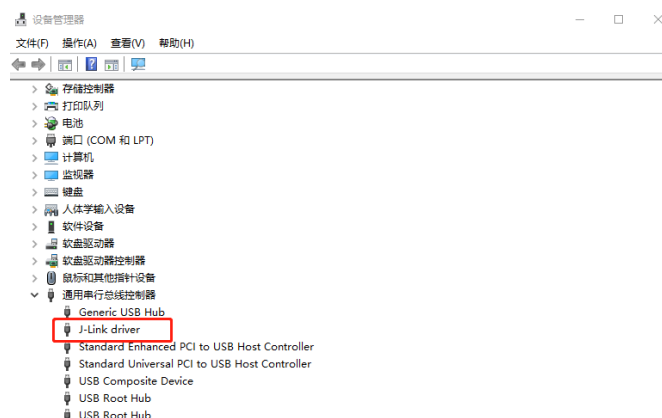 设备管理器
文件(F) 操作(A) 查看(V) 帮助(H)
存储控制器
打印队列
电池
端口 (COM 和 LPT)
计算机
监视器
键盘
人体学输入设备
软件设备
软盘驱动器
软盘驱动器控制器
鼠标和其他指针设备
通用串行总线控制器
Generic USB Hub
J-Link driver
Standard Enhanced PCI to USB Host Controller
Standard Universal PCI to USB Host Controller
USB Composite Device
USB Root Hub
USB Root Hub